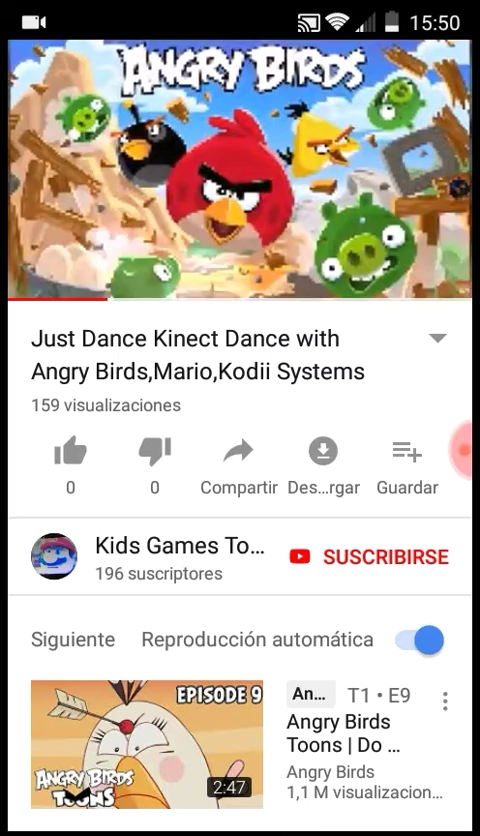 15:50
ANGRY BIRDS
Just Dance Kinect Dance with
Angry Birds,Mario,Kodii Systems
159 visualizaciones
0
0
Compartir
Des...rgar
Guardar
Kids Games To...
SUSCRIBIRSE
196 suscriptores
Siguiente
Reproducción automática
EPISODE 9
ANGRY BIRDS
TOONS
2:47
An...
T1 • E9
Angry Birds
Toons | Do ...
Angry Birds
1,1 M visualizacion...